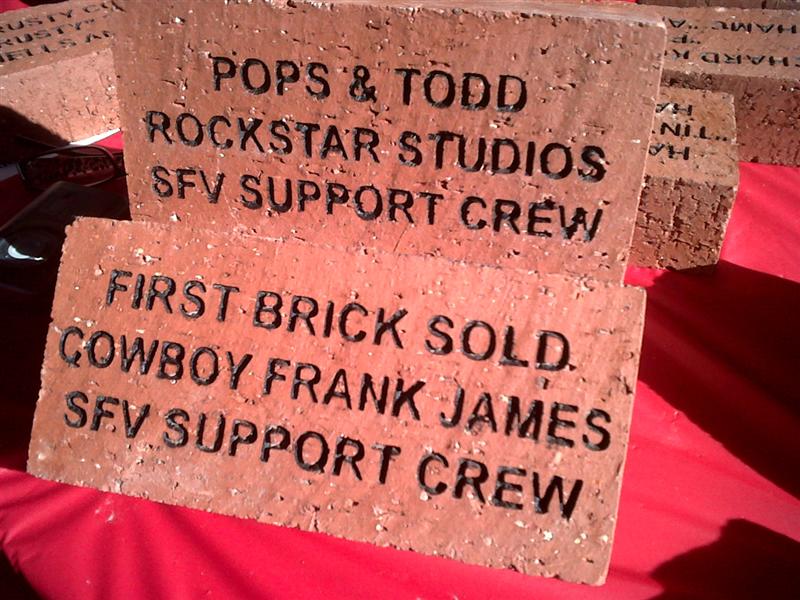 POPS & TODD
ROCKSTAR STUDIOS
SFV SUPPORT CREW
FIRST BRICK SOLD
COWBOY FRANK JAMES
SFV SUPPORT CREW